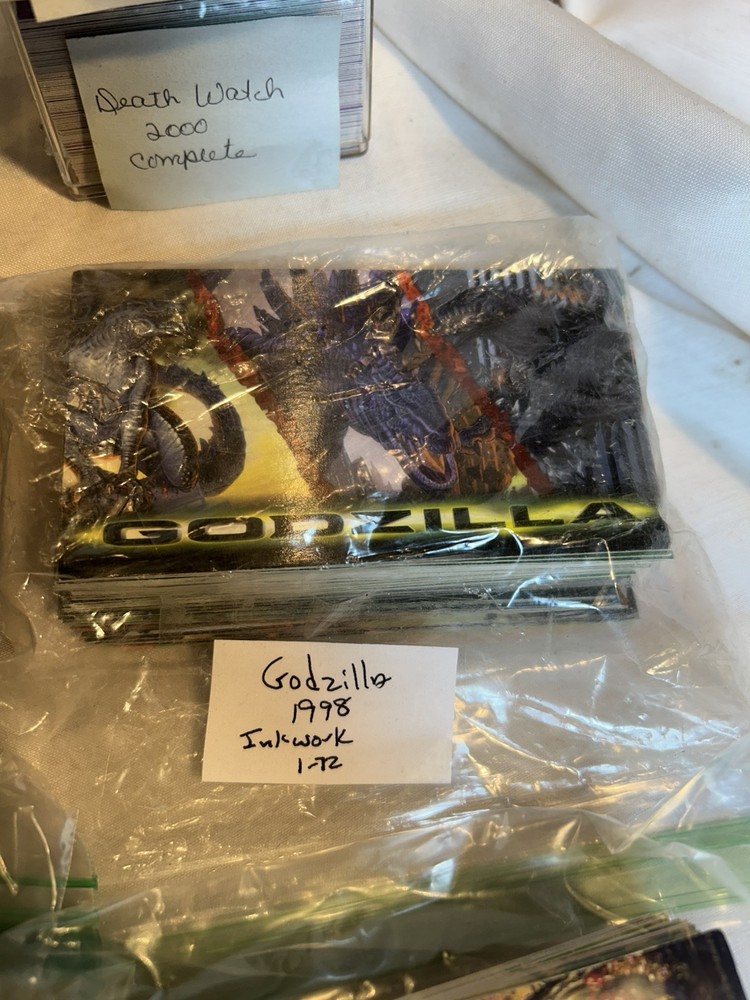 Death Watch
2000
complete
GODZILLA
Godzilla
1998
Inkwork
1-72